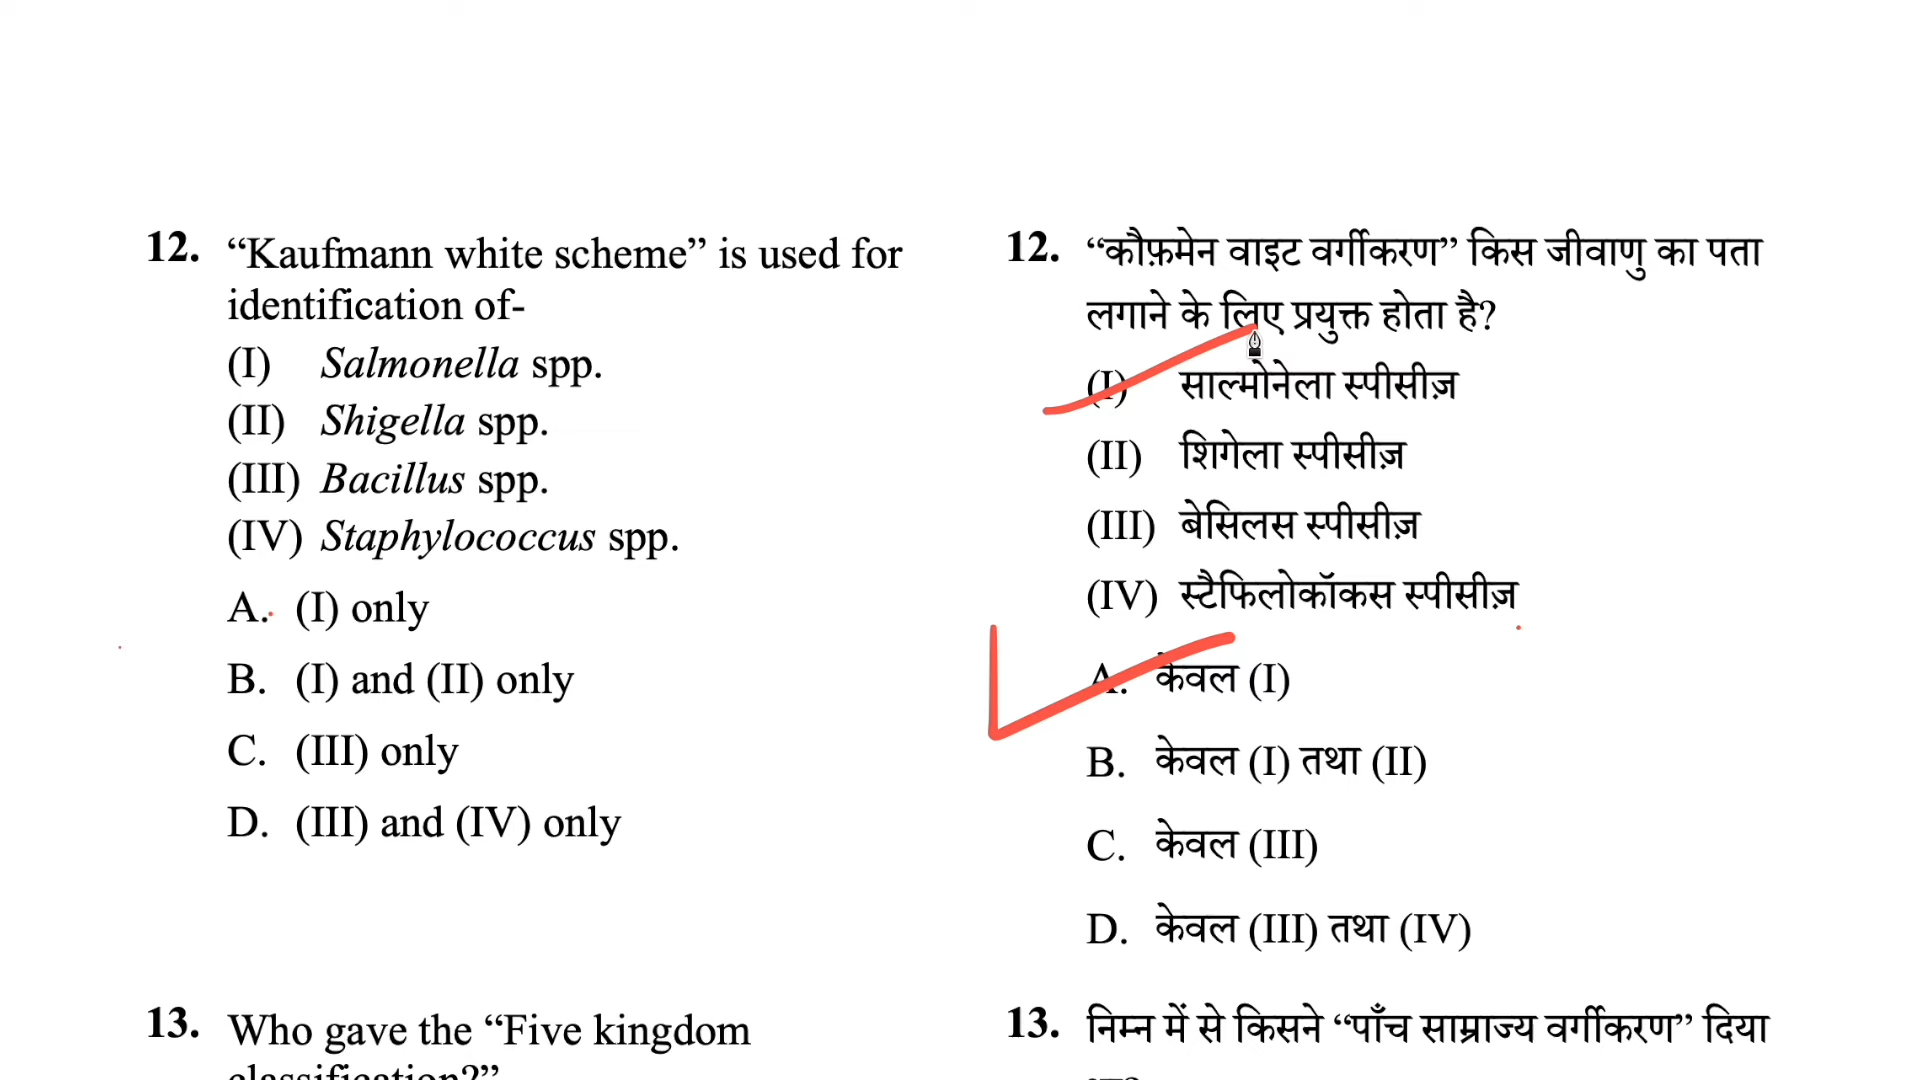 12. “Kaufmann white scheme” is used for
identification of-
(I) Salmonella spp.
(II) Shigella spp.
(III) Bacillus spp.
(IV) Staphylococcus spp.
A. (I) only
B. (I) and (II) only
C. (III) only
D. (III) and (IV) only
13. Who gave the “Five kingdom
classification?”
12. “कौफ़मेन वाइट वर्गीकरण” किस जीवाणु का पता
लगाने के लिए प्रयुक्त होता है?
(I) साल्मोनेला स्पीसीज़
(II) शिगेला स्पीसीज़
(III) बेसिलस स्पीसीज़
(IV) स्टैफिलोकॉकस स्पीसीज़
A. केवल (I)
B. केवल (I) तथा (II)
C. केवल (III)
D. केवल (III) तथा (IV)
13. निम्न में से किसने “पाँच साम्राज्य वर्गीकरण” दिया